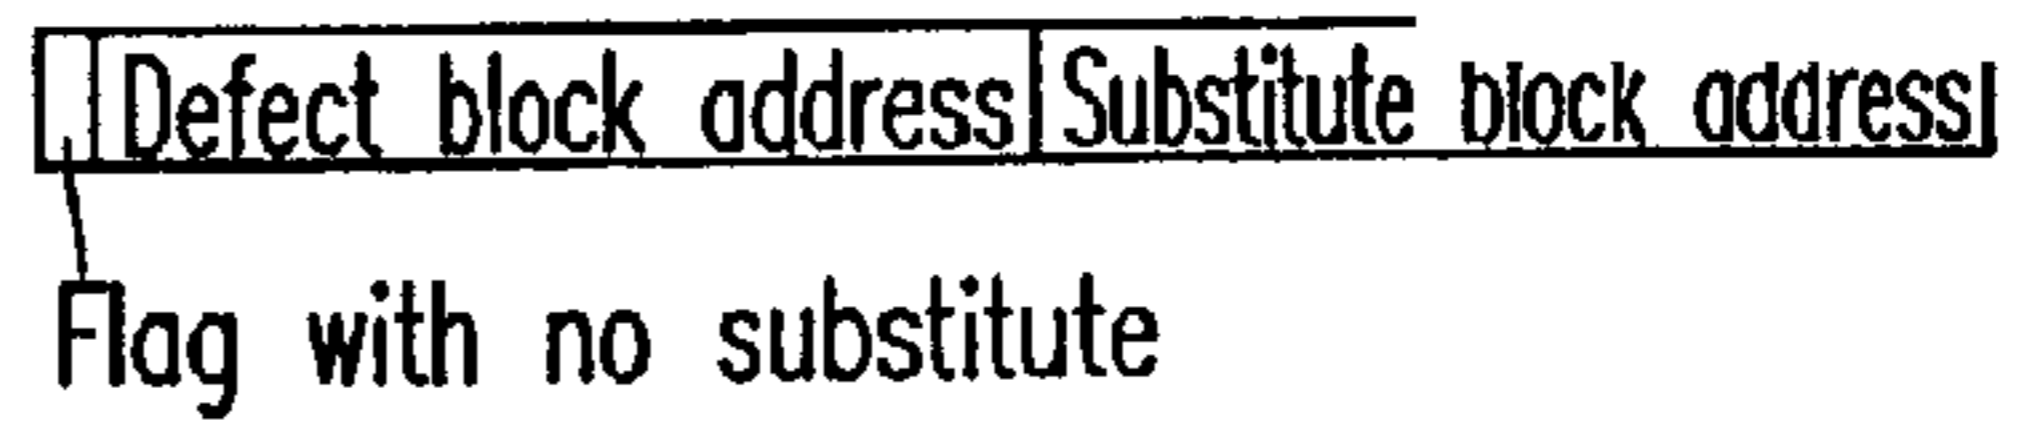 Defect block address Substitute block address
Flag with no substitute